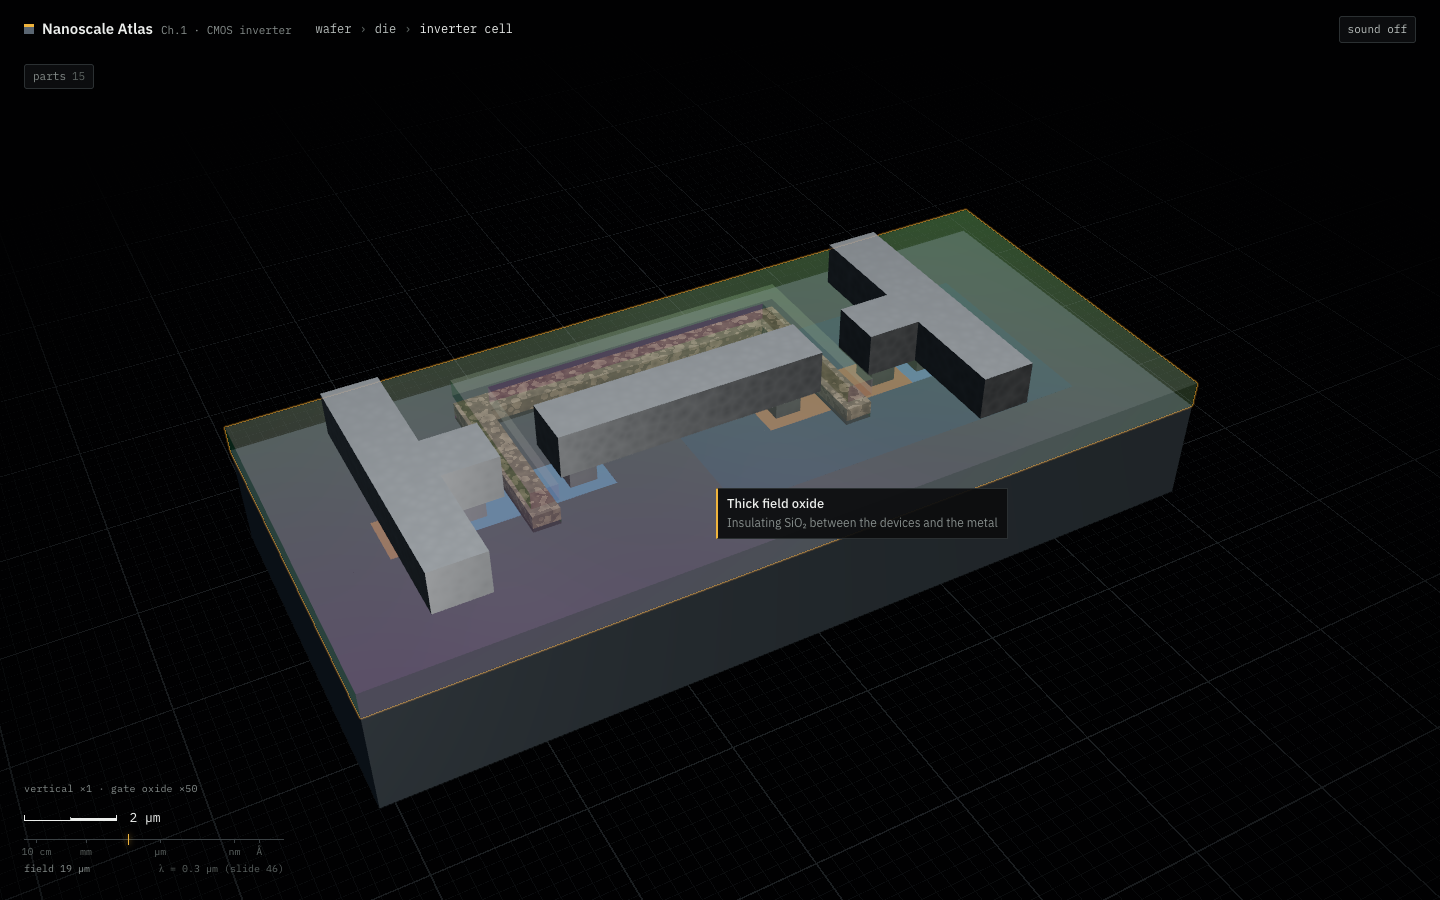 Nanoscale Atlas Ch.1 · CMOS inverter wafer › die › inverter cell
sound off
parts 15
Thick field oxide
Insulating SiO₂ between the devices and the metal
vertical ×1 · gate oxide ×50
2 μm
10 cm mm μm nm Å
field 19 μm λ = 0.3 μm (slide 46)